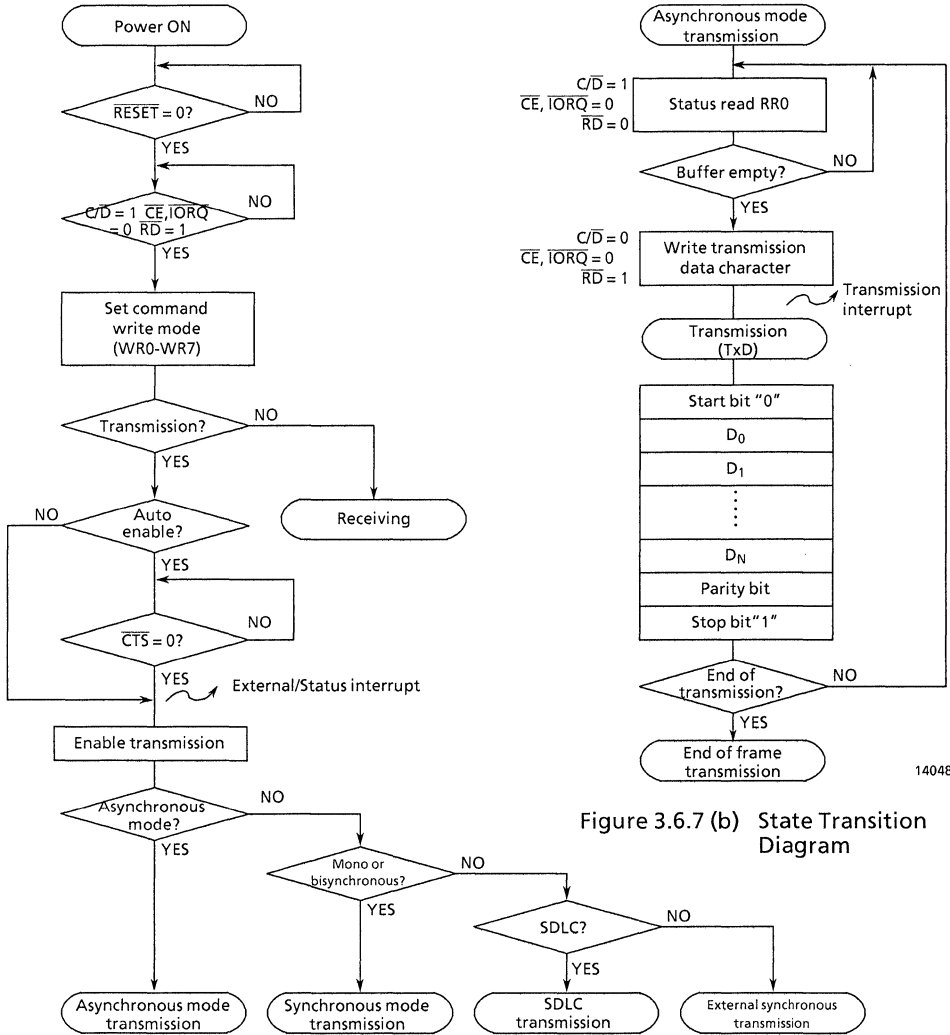 Power ON
RESET = 0?
NO
YES
C/D = 1 CE, IORQ
= 0 RD = 1
NO
YES
Set command
write mode
(WR0-WR7)
Transmission?
NO
YES
Receiving
Auto
enable?
NO
YES
CTS = 0?
NO
YES
External/Status interrupt
Enable transmission
Asynchronous
mode?
NO
YES
Mono or
bisynchronous?
NO
YES
SDLC?
NO
YES
Asynchronous mode
transmission
Synchronous mode
transmission
SDLC
transmission
External synchronous
transmission
Asynchronous mode
transmission
C/D = 1
CE, IORQ = 0
RD = 0
Status read RR0
Buffer empty?
NO
YES
C/D = 0
CE, IORQ = 0
RD = 1
Write transmission
data character
Transmission
interrupt
Transmission
(TxD)
Start bit "0"
D0
D1
DN
Parity bit
Stop bit "1"
End of
transmission?
NO
YES
End of frame
transmission
14048
Figure 3.6.7 (b) State Transition
Diagram